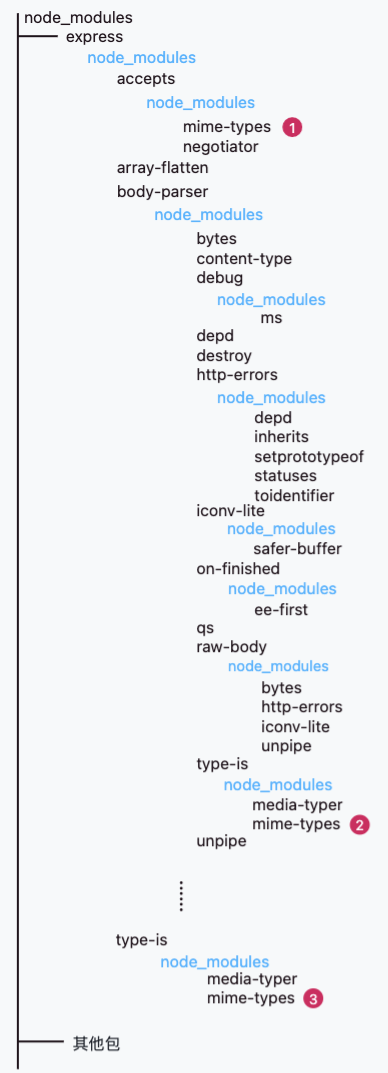 node_modules
express
node_modules
accepts
node_modules
mime-types 1
negotiator
array-flatten
body-parser
node_modules
bytes
content-type
debug
node_modules
ms
depd
destroy
http-errors
node_modules
depd
inherits
setprototypeof
statuses
toidentifier
iconv-lite
node_modules
safer-buffer
on-finished
node_modules
ee-first
qs
raw-body
node_modules
bytes
http-errors
iconv-lite
unpipe
type-is
node_modules
media-typer
mime-types 2
unpipe
type-is
node_modules
media-typer
mime-types 3
其他包